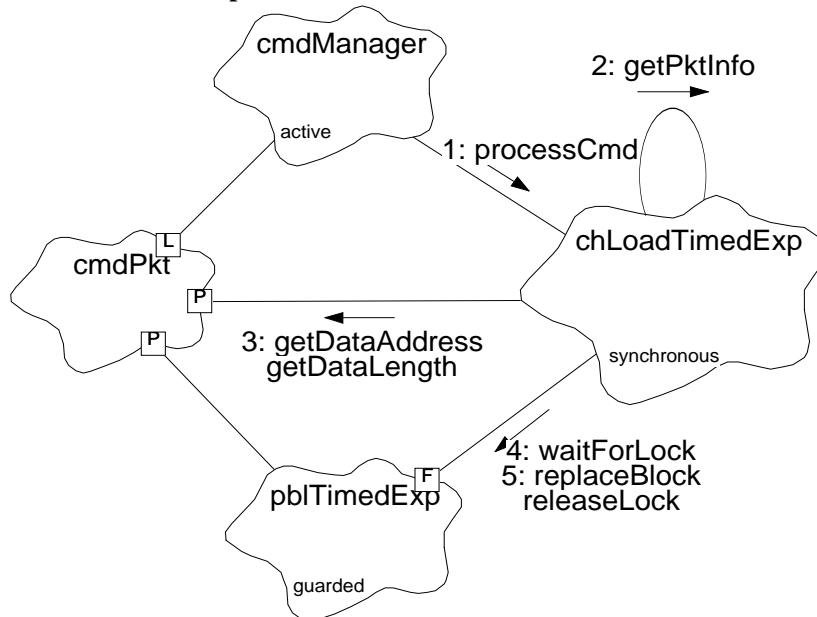 cmdManager
active
2: getPktInfo
1: processCmd
chLoadTimedExp
synchronous
L
cmdPkt
P
P
3: getDataAddress
getDataLength
4: waitForLock
5: replaceBlock
releaseLock
F
pblTimedExp
guarded